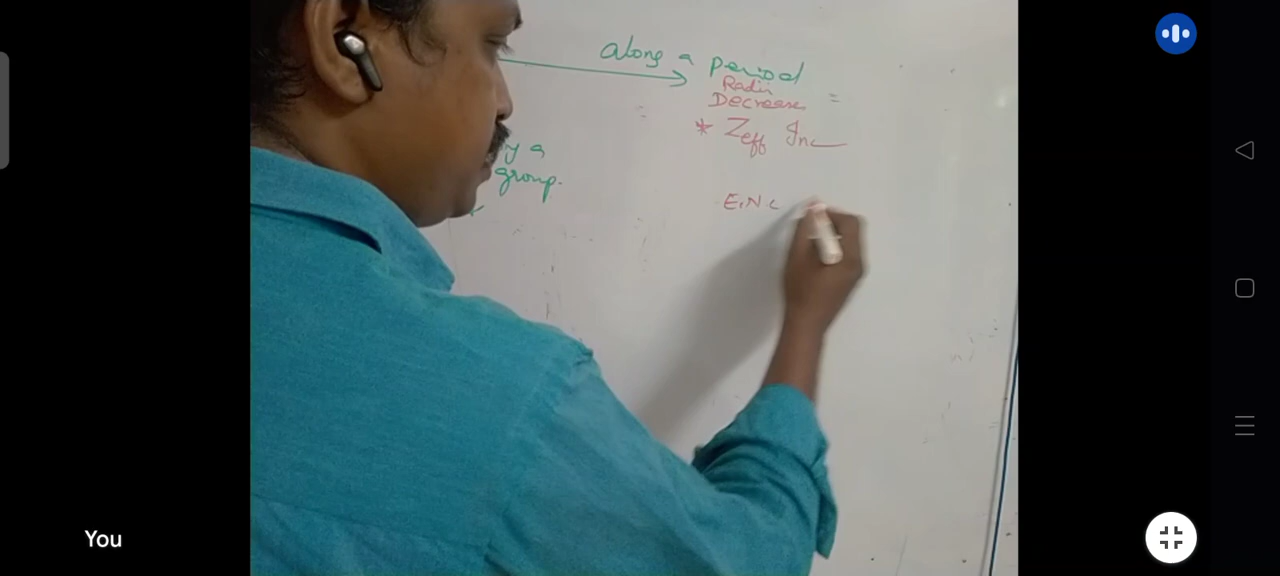 Along a period
Radii
Decrease =
* Zeff Inc
y a
group.
E.N.C
You